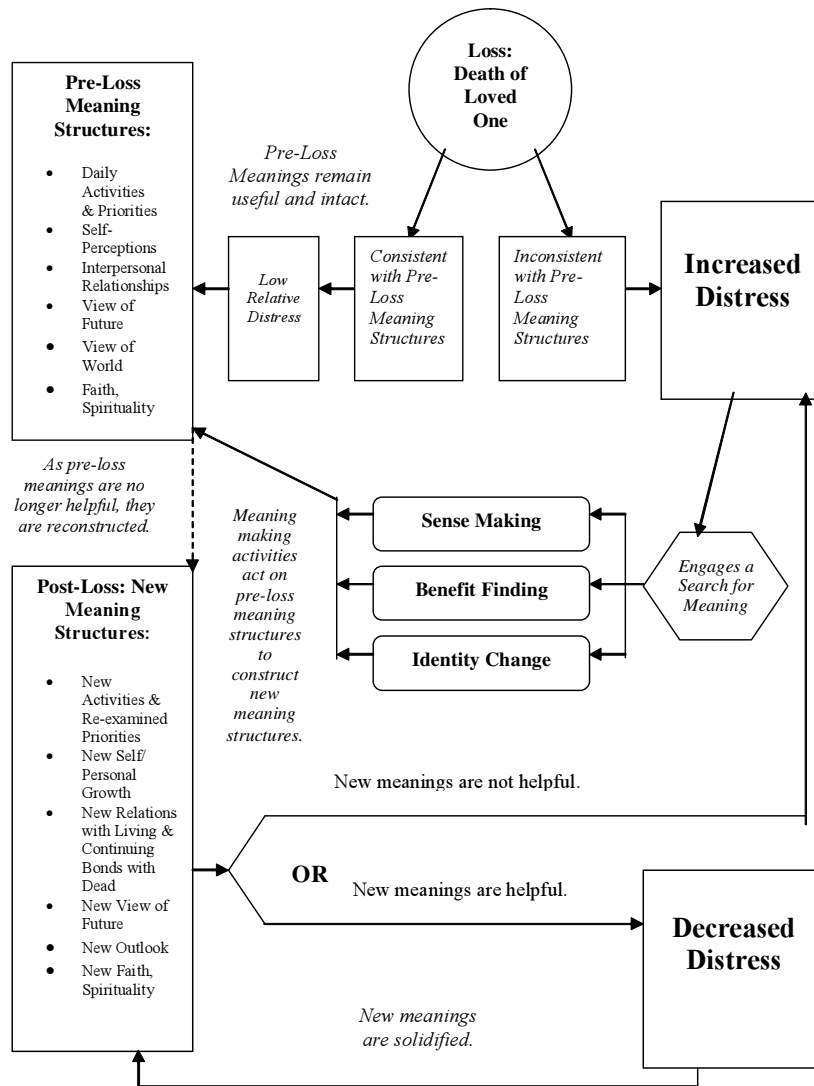 Loss:
Death of
Loved
One
Pre-Loss
Meaning
Structures:
• Daily
Activities
& Priorities
• Self-
Perceptions
• Interpersonal
Relationships
• View of
Future
• View of
World
• Faith,
Spirituality
Pre-Loss
Meanings remain
useful and intact.
Low
Relative
Distress
Consistent
with Pre-
Loss
Meaning
Structures
Inconsistent
with Pre-
Loss
Meaning
Structures
Increased
Distress
As pre-loss
meanings are no
longer helpful, they
are reconstructed.
Meaning
making
activities
act on
pre-loss
meaning
structures
to
construct
new
meaning
structures.
Sense Making
Benefit Finding
Identity Change
Engages a
Search for
Meaning
Post-Loss: New
Meaning
Structures:
• New
Activities &
Re-examined
Priorities
• New Self/
Personal
Growth
• New Relations
with Living &
Continuing
Bonds with
Dead
• New View of
Future
• New Outlook
• New Faith,
Spirituality
New meanings are not helpful.
OR
New meanings are helpful.
Decreased
Distress
New meanings
are solidified.